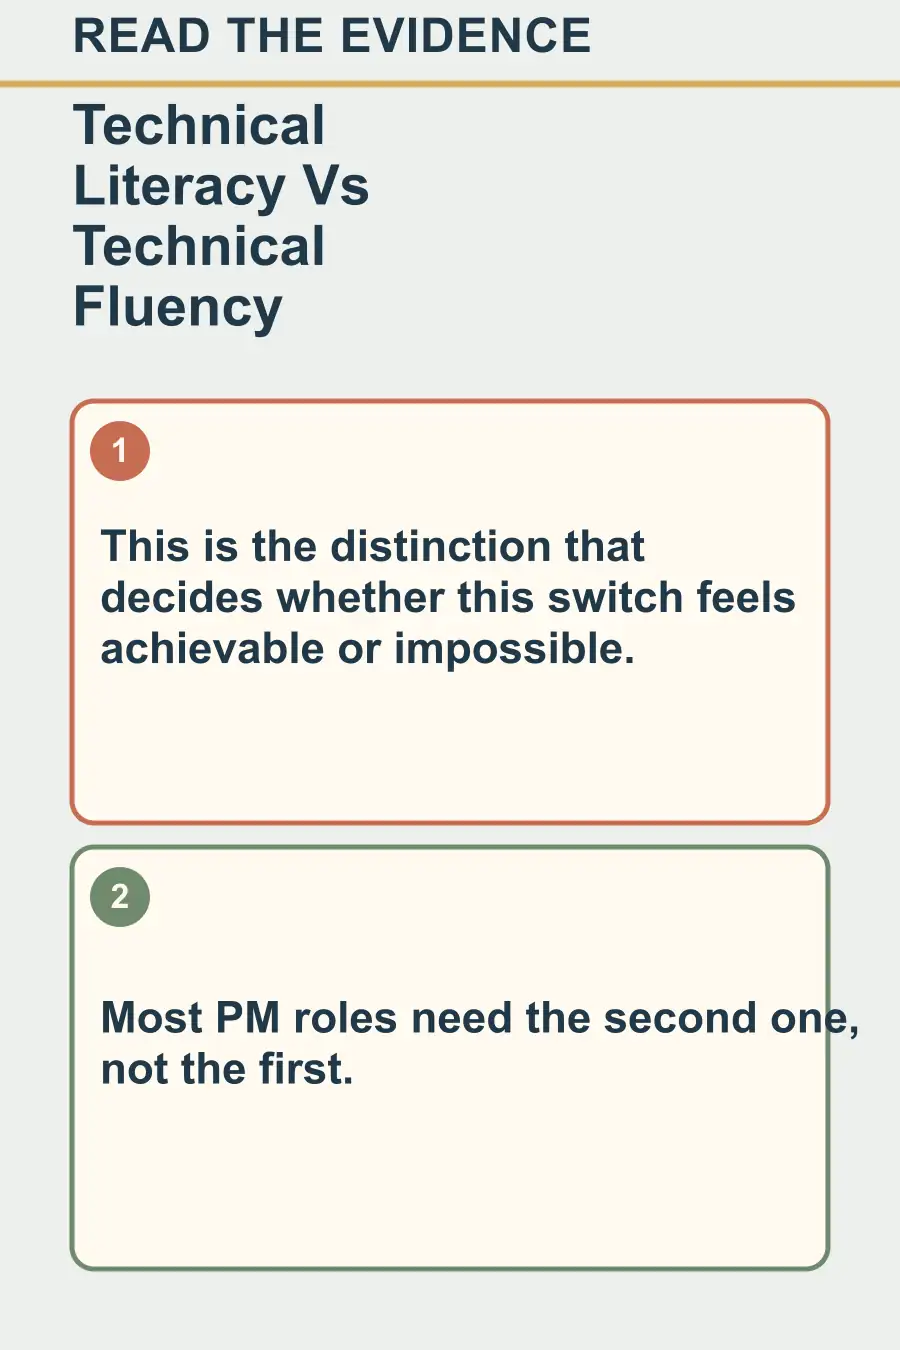 READ THE EVIDENCE
Technical
Literacy Vs
Technical
Fluency
1
This is the distinction that
decides whether this switch feels
achievable or impossible.
2
Most PM roles need the second one,
not the first.